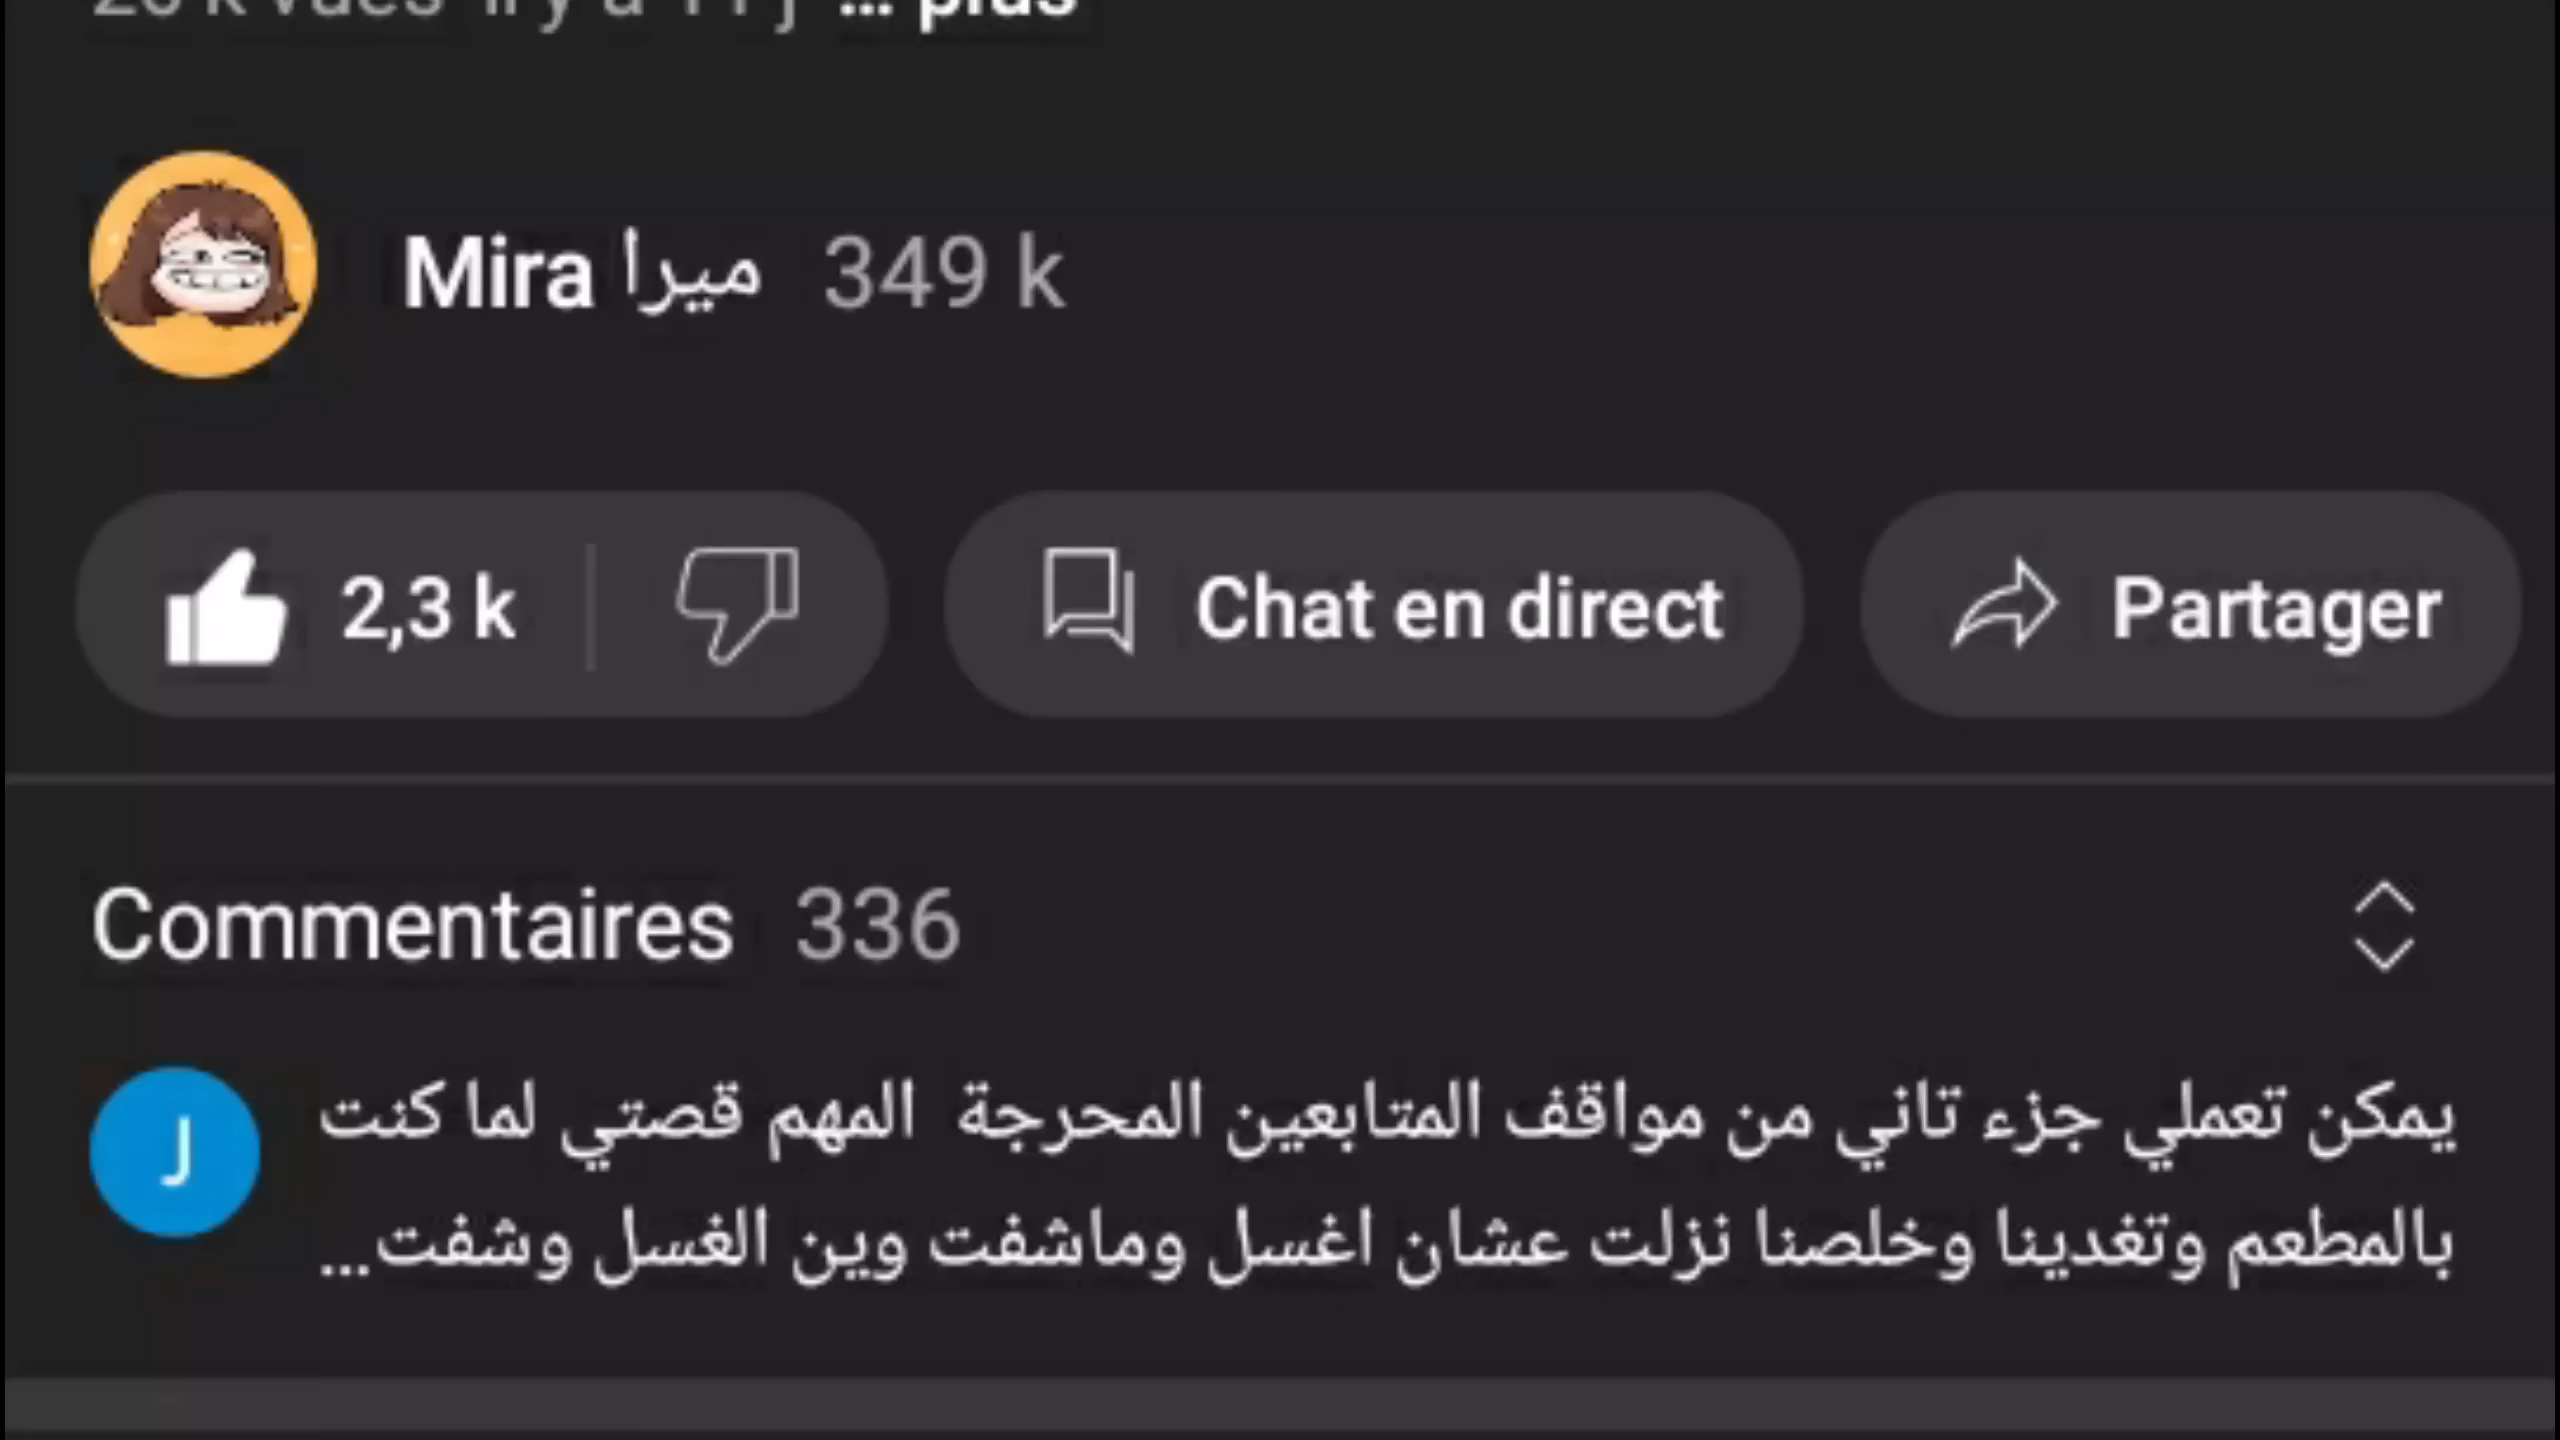 ... plus
Mira ميرا 349 k
2,3 k
Chat en direct
Partager
Commentaires 336
J
يمكن تعملي جزء تاني من مواقف المتابعين المحرجة المهم قصتي لما كنت
بالمطعم وتغدينا وخلصنا نزلت عشان اغسل وماشفت وين الغسل وشفت...